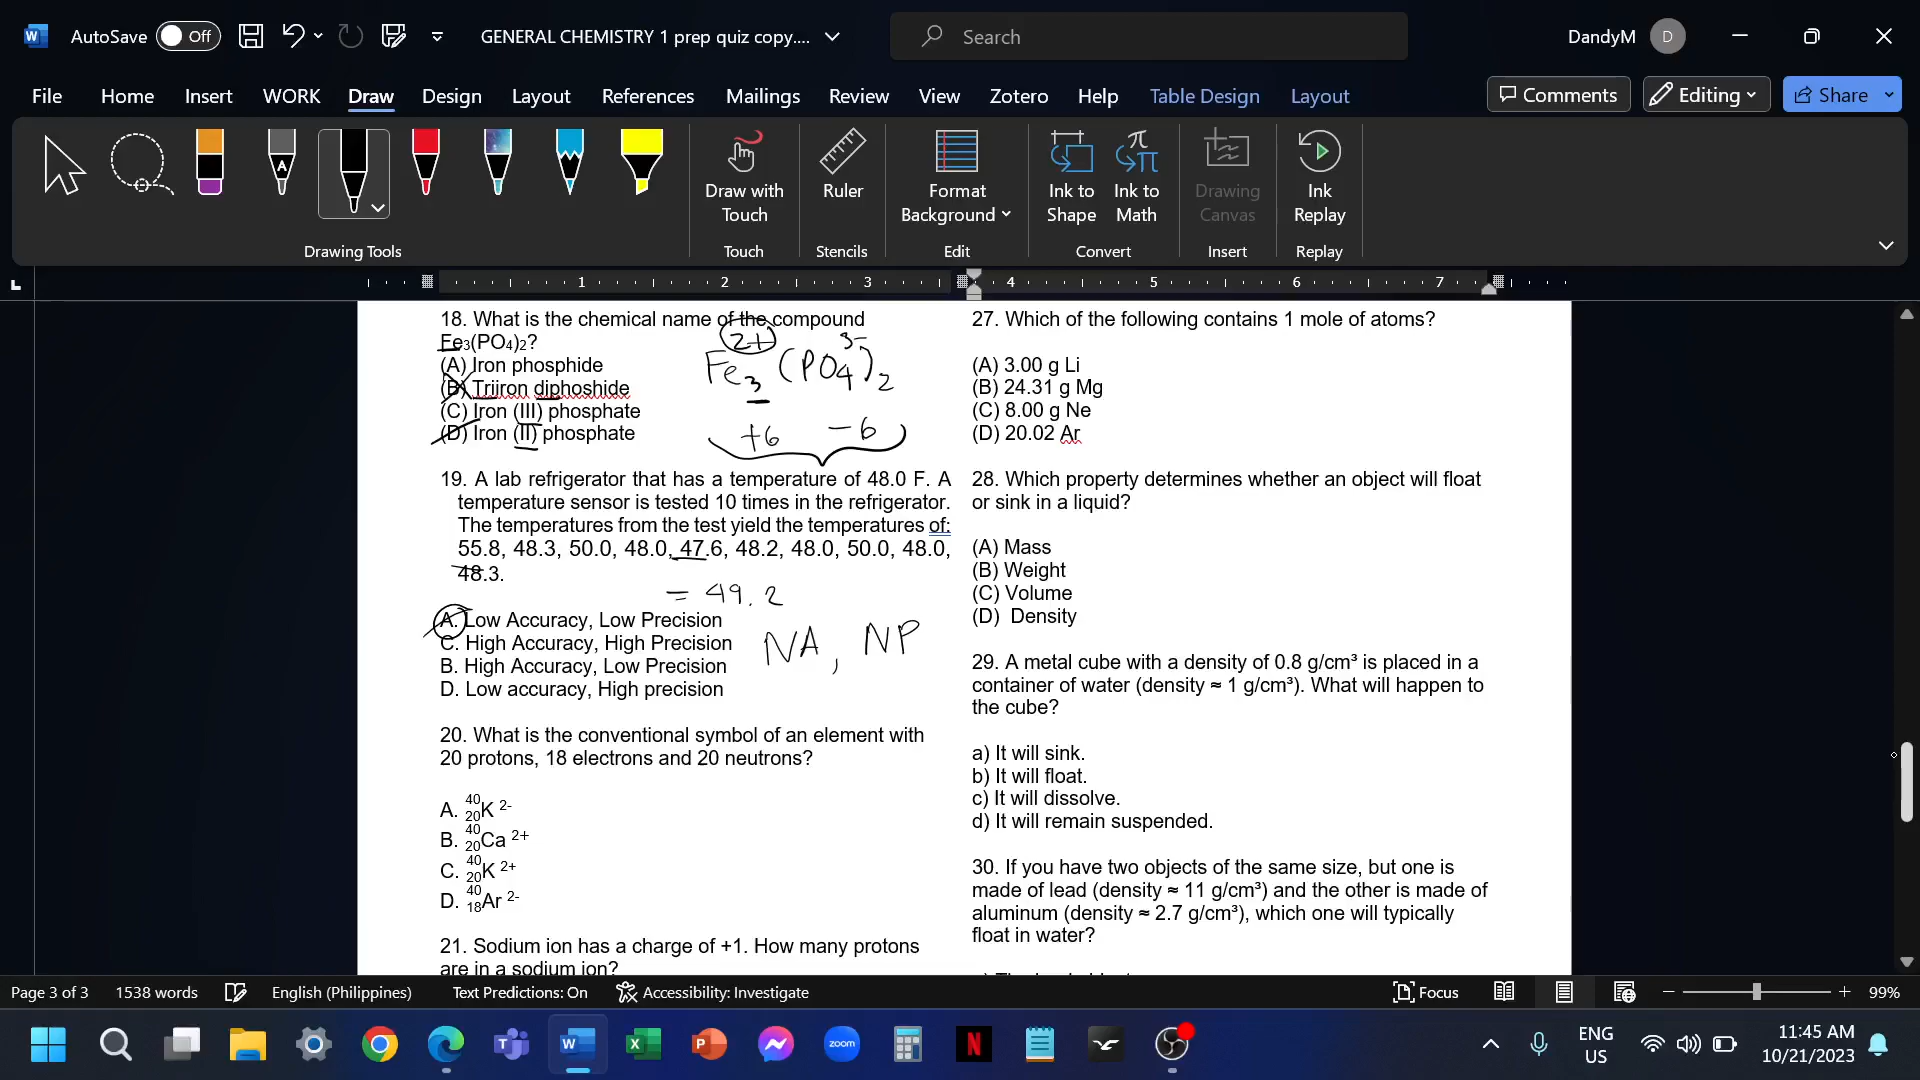 AutoSave Off GENERAL CHEMISTRY 1 prep quiz copy.... Search DandyM D
File Home Insert WORK Draw Design Layout References Mailings Review View Zotero Help Table Design Layout Comments Editing Share
Draw with Touch
Ruler
Format Background
Ink to Shape
Ink to Math
Drawing Canvas
Ink Replay
Drawing Tools Touch Stencils Edit Convert Insert Replay
1 2 3 4 5 6 7
18. What is the chemical name of the compound
Fe₃(PO₄)₂?
(A) Iron phosphide
(B) Triiron diphoshide
(C) Iron (III) phosphate
(D) Iron (II) phosphate
2+ 3-
Fe₃ (PO₄)₂
+6 -6
19. A lab refrigerator that has a temperature of 48.0 F. A
temperature sensor is tested 10 times in the refrigerator.
The temperatures from the test yield the temperatures of:
55.8, 48.3, 50.0, 48.0, 47.6, 48.2, 48.0, 50.0, 48.0,
48.3.
= 49.2
A. Low Accuracy, Low Precision
C. High Accuracy, High Precision
B. High Accuracy, Low Precision
D. Low accuracy, High precision
NA, NP
20. What is the conventional symbol of an element with
20 protons, 18 electrons and 20 neutrons?
A. ⁴⁰₂₀K ²⁻
B. ⁴⁰₂₀Ca ²⁺
C. ⁴⁰₂₀K ²⁺
D. ⁴⁰₁₈Ar ²⁻
21. Sodium ion has a charge of +1. How many protons
are in a sodium ion?
27. Which of the following contains 1 mole of atoms?
(A) 3.00 g Li
(B) 24.31 g Mg
(C) 8.00 g Ne
(D) 20.02 Ar
28. Which property determines whether an object will float
or sink in a liquid?
(A) Mass
(B) Weight
(C) Volume
(D) Density
29. A metal cube with a density of 0.8 g/cm³ is placed in a
container of water (density ≈ 1 g/cm³). What will happen to
the cube?
a) It will sink.
b) It will float.
c) It will dissolve.
d) It will remain suspended.
30. If you have two objects of the same size, but one is
made of lead (density ≈ 11 g/cm³) and the other is made of
aluminum (density ≈ 2.7 g/cm³), which one will typically
float in water?
Page 3 of 3 1538 words English (Philippines) Text Predictions: On Accessibility: Investigate Focus 99%
zoom
ENG
US
11:45 AM
10/21/2023